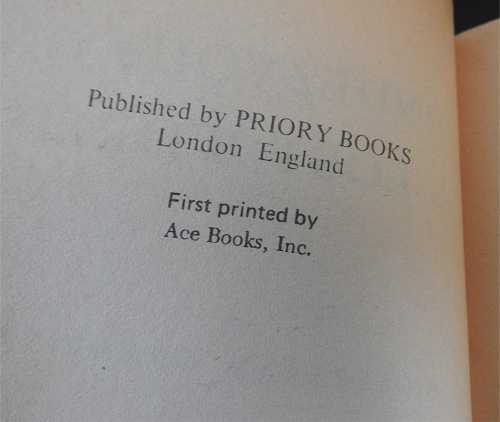 Published by PRIORY BOOKS
London England
First printed by
Ace Books, Inc.